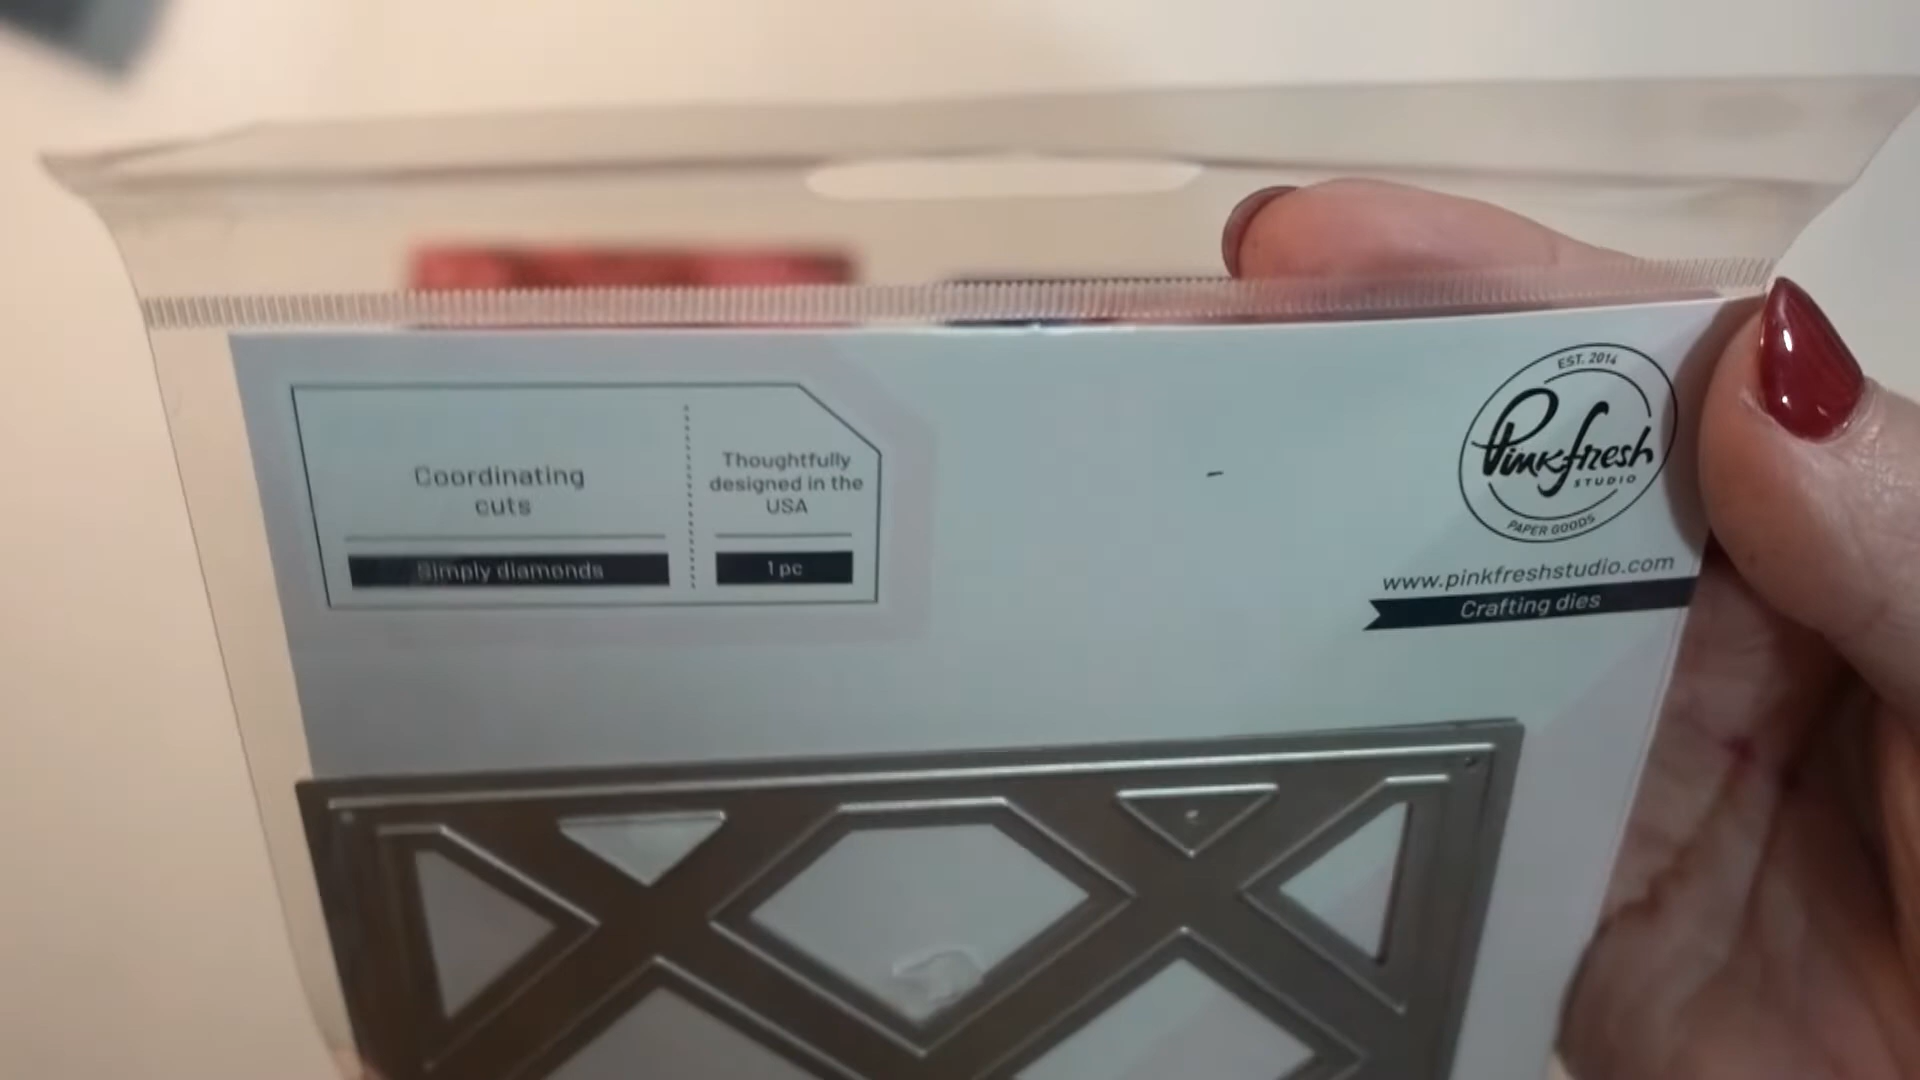 Coordinating
cuts
Simply diamonds
Thoughtfully
designed in the
USA
1 pc
EST. 2014
Pinkfresh
STUDIO
PAPER GOODS
www.pinkfreshstudio.com
Crafting dies